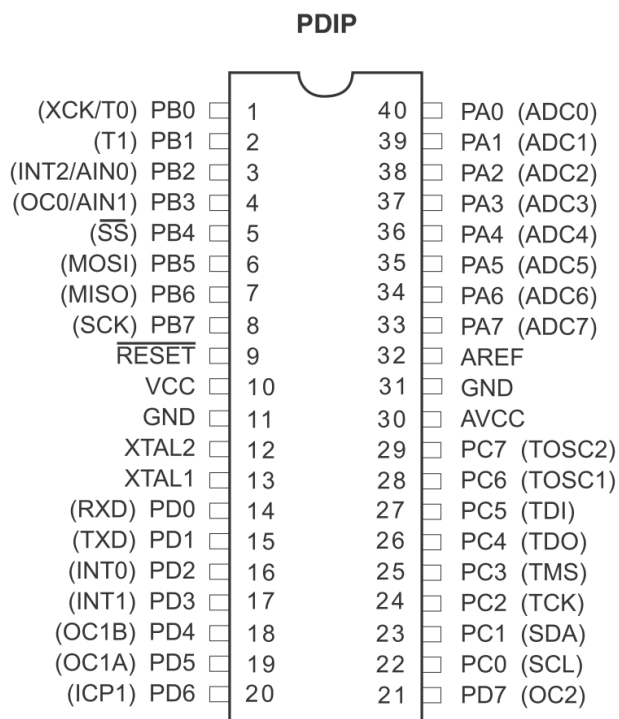 PDIP
(XCK/T0) PB0 1 40 PA0 (ADC0)
(T1) PB1 2 39 PA1 (ADC1)
(INT2/AIN0) PB2 3 38 PA2 (ADC2)
(OC0/AIN1) PB3 4 37 PA3 (ADC3)
(SS) PB4 5 36 PA4 (ADC4)
(MOSI) PB5 6 35 PA5 (ADC5)
(MISO) PB6 7 34 PA6 (ADC6)
(SCK) PB7 8 33 PA7 (ADC7)
RESET 9 32 AREF
VCC 10 31 GND
GND 11 30 AVCC
XTAL2 12 29 PC7 (TOSC2)
XTAL1 13 28 PC6 (TOSC1)
(RXD) PD0 14 27 PC5 (TDI)
(TXD) PD1 15 26 PC4 (TDO)
(INT0) PD2 16 25 PC3 (TMS)
(INT1) PD3 17 24 PC2 (TCK)
(OC1B) PD4 18 23 PC1 (SDA)
(OC1A) PD5 19 22 PC0 (SCL)
(ICP1) PD6 20 21 PD7 (OC2)